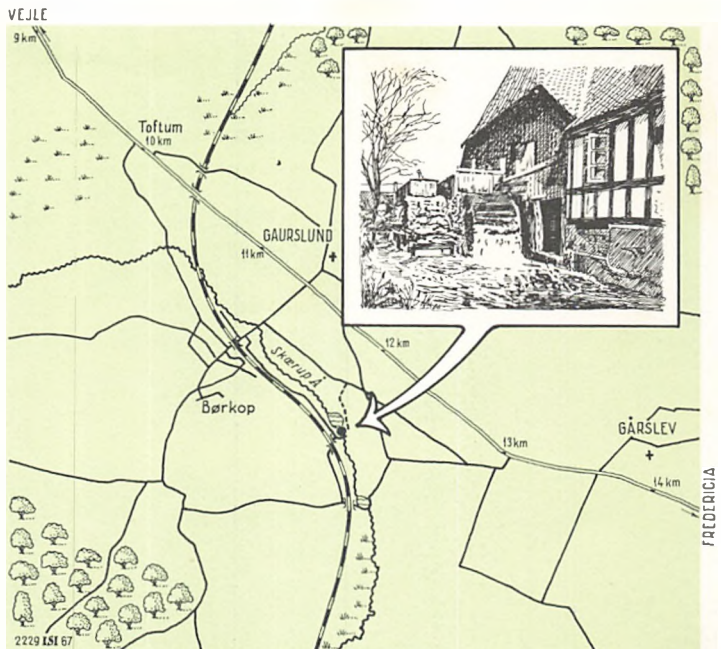 VEJLE
9 km
Toftum
10 km
GAURSLUND
11 km
12 km
Skærup Å
Børkop
GÅRSLEV
13 km
14 km
FREDERICIA
2229 LSI 67